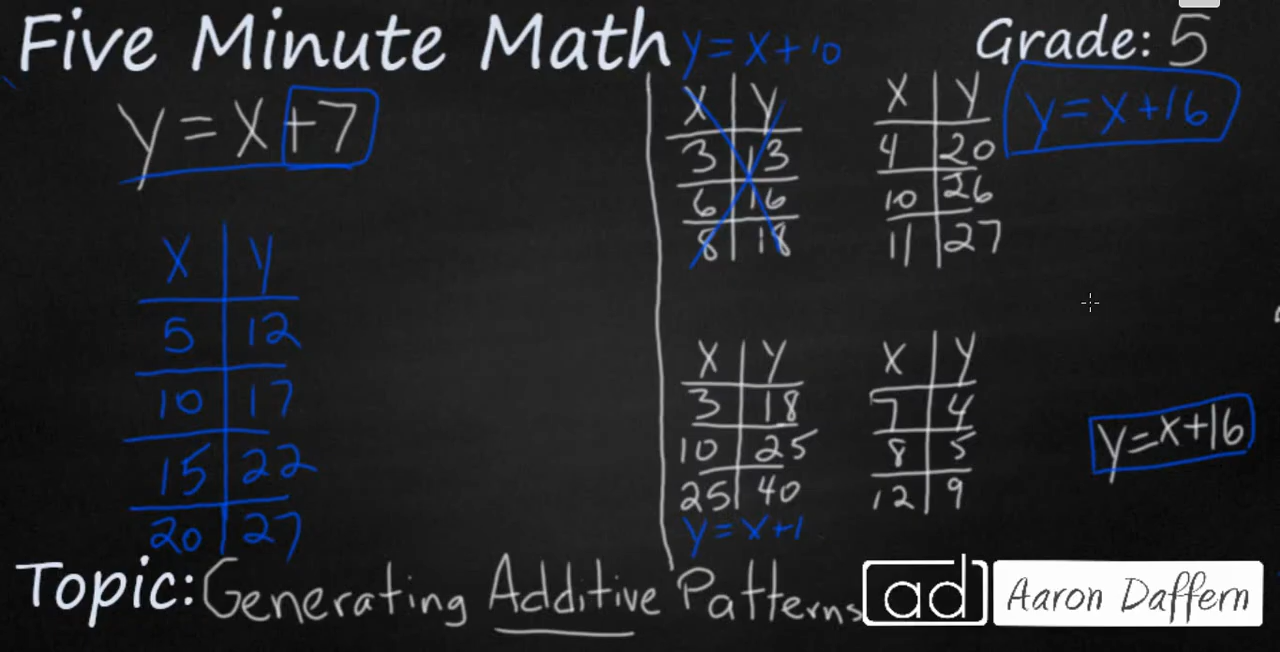 Five Minute Math
Grade: 5
y = x + 7
X Y
5 12
10 17
15 22
20 27
y = x + 10
X Y
3 13
6 16
8 18
X Y
4 20
10 26
11 27
y = x + 16
X Y
3 18
10 25
25 40
y = x + 1
X Y
7 4
8 5
12 9
y = x + 16
Topic: Generating Additive Patterns
ad Aaron Daffern